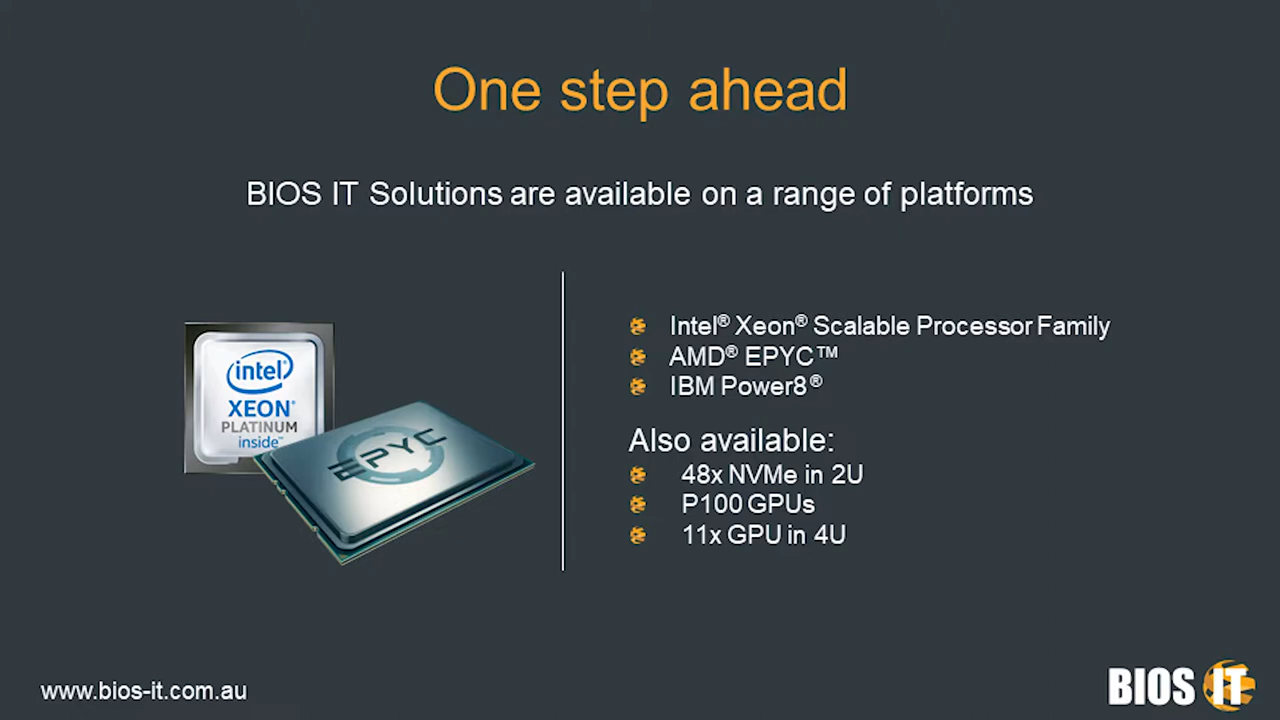 One step ahead
BIOS IT Solutions are available on a range of platforms
intel®
XEON®
PLATINUM
inside™
EPYC
Intel® Xeon® Scalable Processor Family
AMD® EPYC™
IBM Power8®
Also available:
48x NVMe in 2U
P100 GPUs
11x GPU in 4U
www.bios-it.com.au
BIOS IT